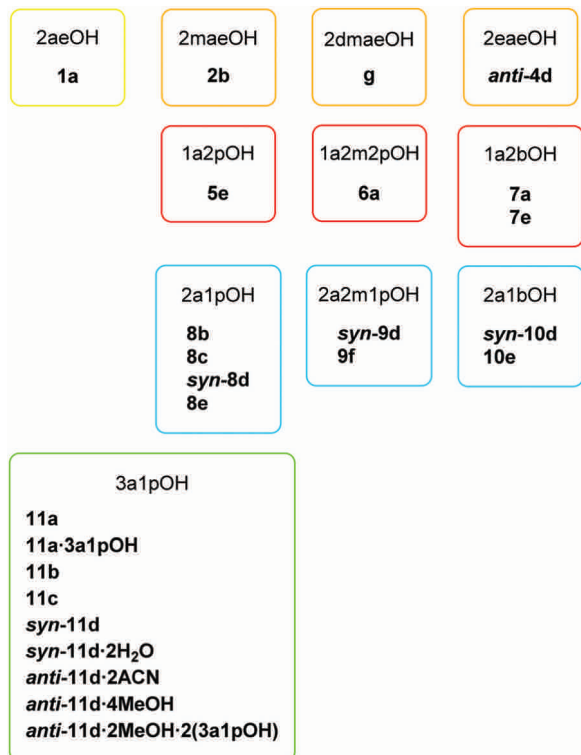 2aeOH
1a
2maeOH
2b
2dmaeOH
g
2eaeOH
anti-4d
1a2pOH
5e
1a2m2pOH
6a
1a2bOH
7a
7e
2a1pOH
8b
8c
syn-8d
8e
2a2m1pOH
syn-9d
9f
2a1bOH
syn-10d
10e
3a1pOH
11a
11a·3a1pOH
11b
11c
syn-11d
syn-11d·2H₂O
anti-11d·2ACN
anti-11d·4MeOH
anti-11d·2MeOH·2(3a1pOH)